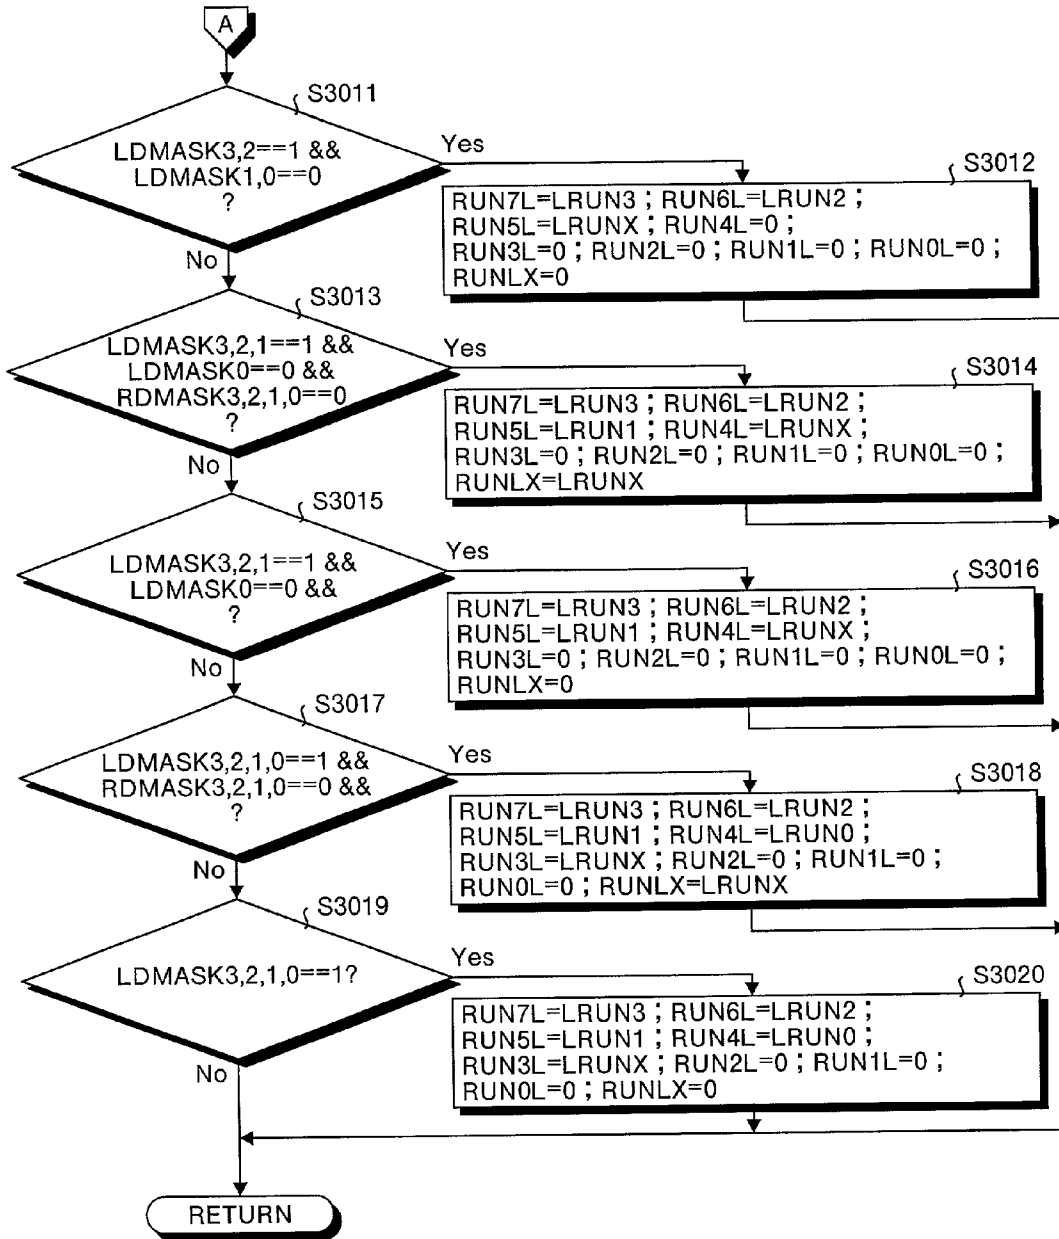 A
S3011
LDMASK3,2==1 &&
LDMASK1,0==0
?
Yes
No
S3012
RUN7L=LRUN3 ; RUN6L=LRUN2 ;
RUN5L=LRUNX ; RUN4L=0 ;
RUN3L=0 ; RUN2L=0 ; RUN1L=0 ; RUN0L=0 ;
RUNLX=0
S3013
LDMASK3,2,1==1 &&
LDMASK0==0 &&
RDMASK3,2,1,0==0
?
Yes
No
S3014
RUN7L=LRUN3 ; RUN6L=LRUN2 ;
RUN5L=LRUN1 ; RUN4L=LRUNX ;
RUN3L=0 ; RUN2L=0 ; RUN1L=0 ; RUN0L=0 ;
RUNLX=LRUNX
S3015
LDMASK3,2,1==1 &&
LDMASK0==0 &&
?
Yes
No
S3016
RUN7L=LRUN3 ; RUN6L=LRUN2 ;
RUN5L=LRUN1 ; RUN4L=LRUNX ;
RUN3L=0 ; RUN2L=0 ; RUN1L=0 ; RUN0L=0 ;
RUNLX=0
S3017
LDMASK3,2,1,0==1 &&
RDMASK3,2,1,0==0 &&
?
Yes
No
S3018
RUN7L=LRUN3 ; RUN6L=LRUN2 ;
RUN5L=LRUN1 ; RUN4L=LRUN0 ;
RUN3L=LRUNX ; RUN2L=0 ; RUN1L=0 ;
RUN0L=0 ; RUNLX=LRUNX
S3019
LDMASK3,2,1,0==1?
Yes
No
S3020
RUN7L=LRUN3 ; RUN6L=LRUN2 ;
RUN5L=LRUN1 ; RUN4L=LRUN0 ;
RUN3L=LRUNX ; RUN2L=0 ; RUN1L=0 ;
RUN0L=0 ; RUNLX=0
RETURN